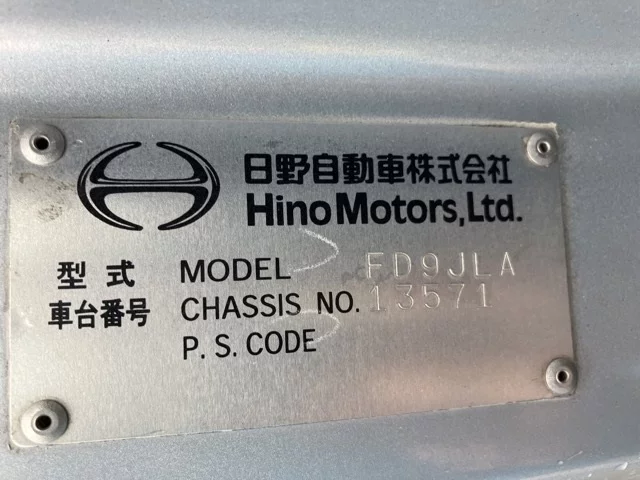 日野自動車株式会社
Hino Motors, Ltd.
型式 MODEL FD9JLA
車台番号 CHASSIS NO. 13571
P. S. CODE